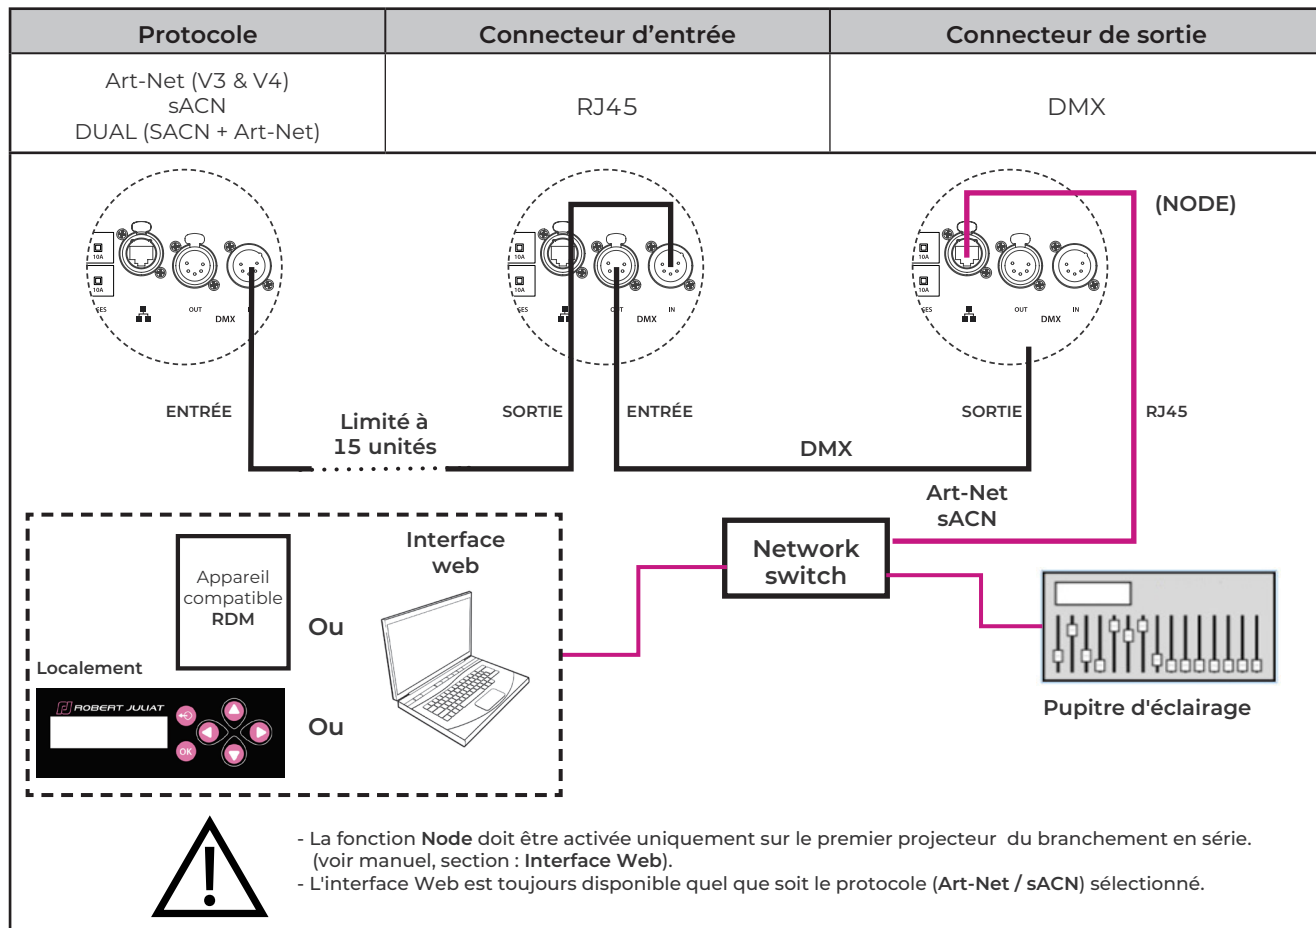 Protocole
Connecteur d'entrée
Connecteur de sortie
Art-Net (V3 & V4)
sACN
DUAL (SACN + Art-Net)
RJ45
DMX
(NODE)
10A
10A
SES
OUT
DMX
10A
10A
SES
OUT
DMX
IN
10A
10A
SES
OUT
DMX
IN
ENTRÉE
Limité à
15 unités
SORTIE
ENTRÉE
DMX
SORTIE
RJ45
Art-Net
sACN
Network
switch
Interface
web
Appareil
compatible
RDM
Ou
Localement
ROBERT JULIAT
OK
Ou
Pupitre d'éclairage
- La fonction Node doit être activée uniquement sur le premier projecteur du branchement en série.
(voir manuel, section : Interface Web).
- L'interface Web est toujours disponible quel que soit le protocole (Art-Net / sACN) sélectionné.